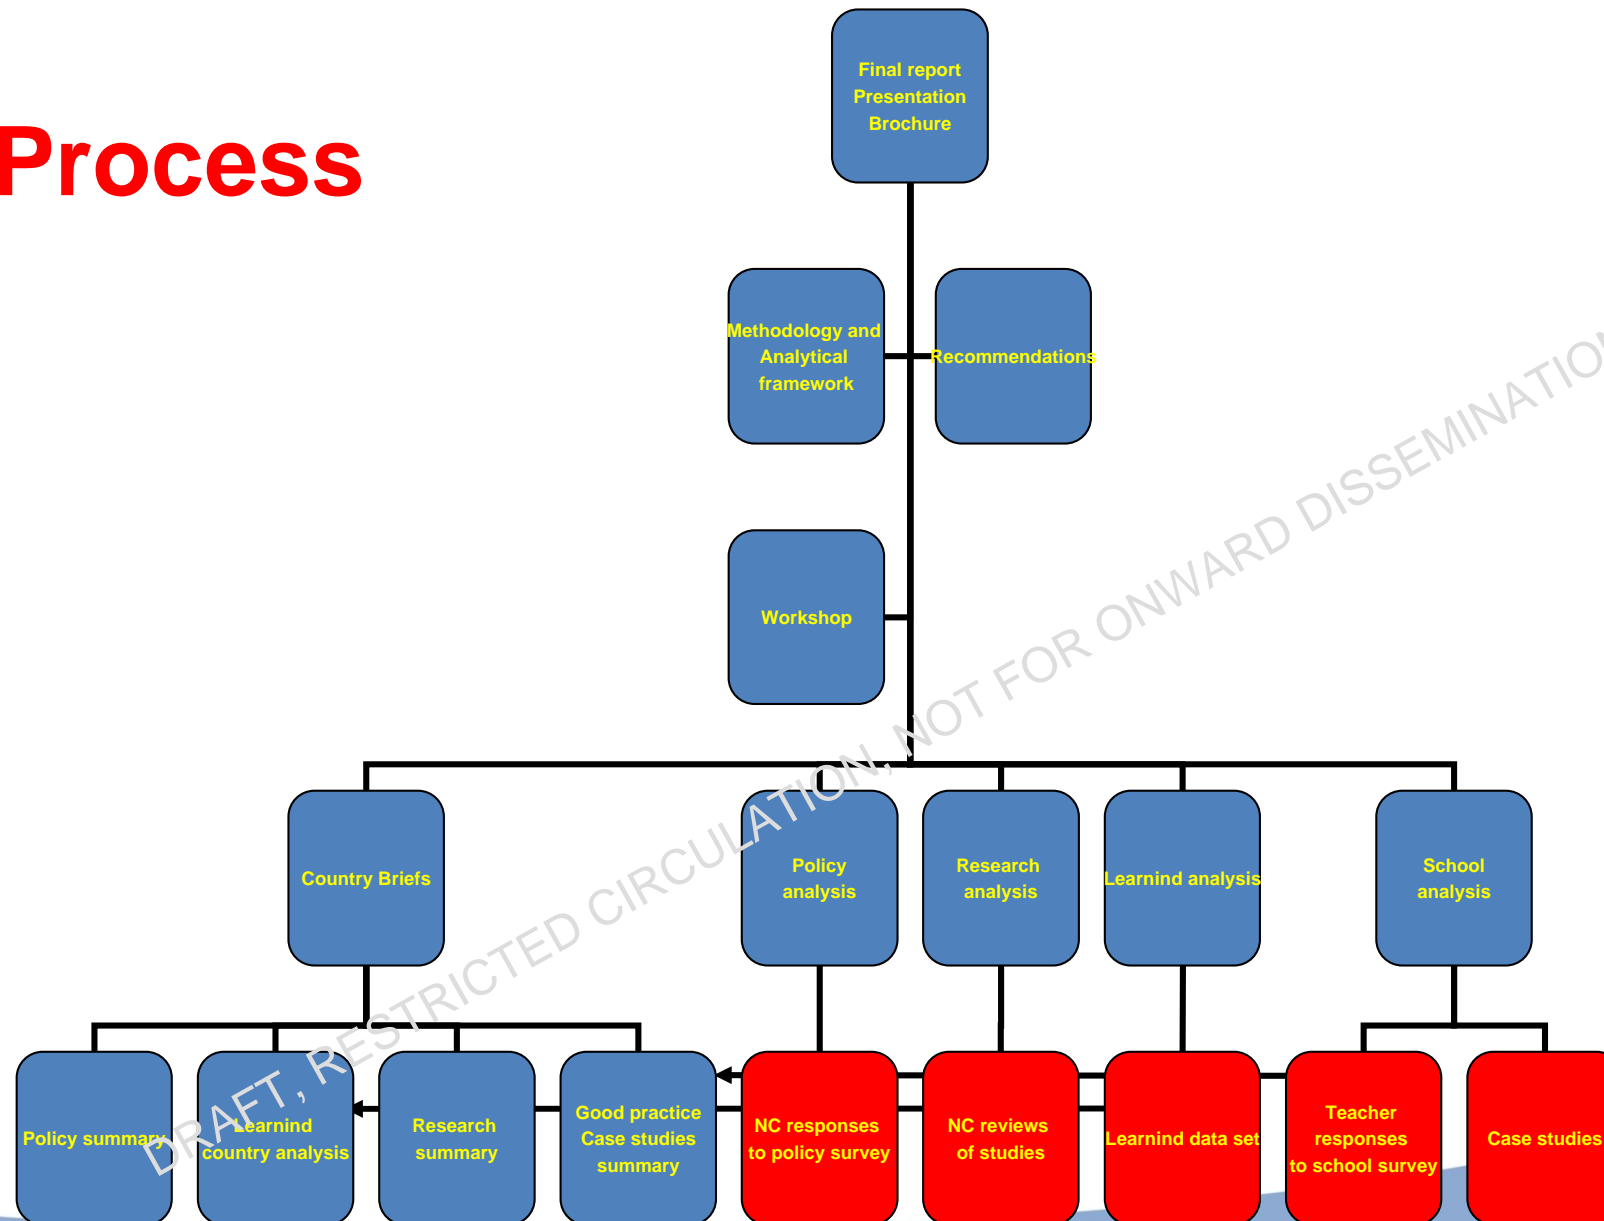 Process
Final report
Presentation
Brochure
Methodology and
Analytical
framework
Recommendations
Workshop
Country Briefs
Policy
analysis
Research
analysis
Learnind analysis
School
analysis
Policy summary
Learnind
country analysis
Research
summary
Good practice
Case studies
summary
NC responses
to policy survey
NC reviews
of studies
Learnind data set
Teacher
responses
to school survey
Case studies
DRAFT, RESTRICTED CIRCULATION, NOT FOR ONWARD DISSEMINATION